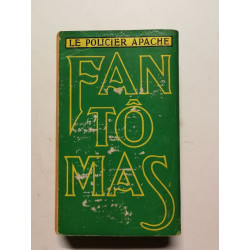 LE POLICIER APACHE
FAN
TÔ
MAS